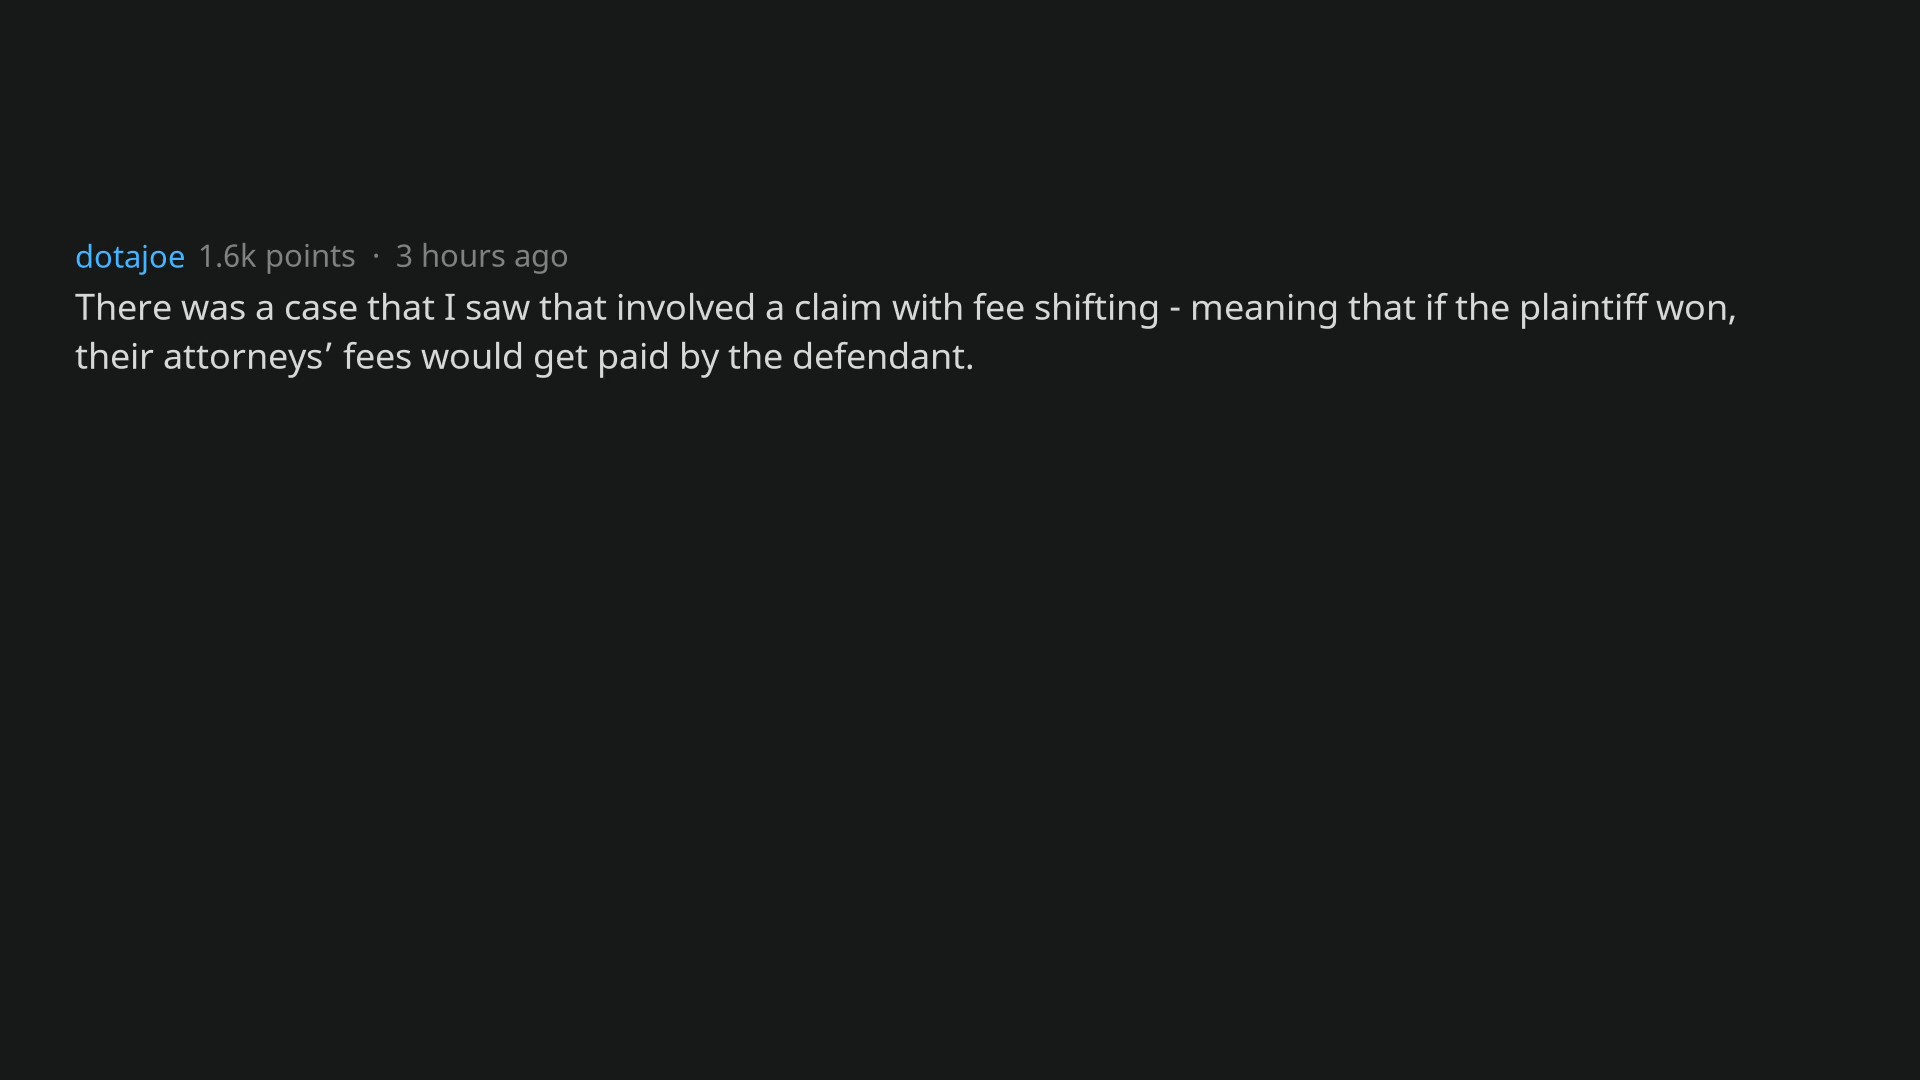 dotajoe 1.6k points · 3 hours ago
There was a case that I saw that involved a claim with fee shifting - meaning that if the plaintiff won,
their attorneys’ fees would get paid by the defendant.